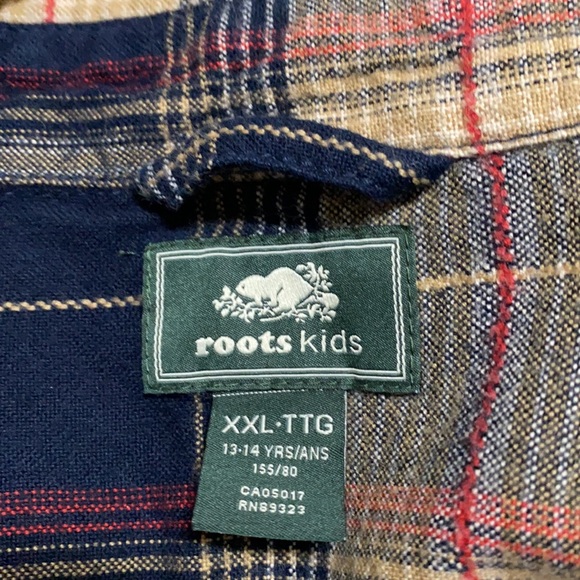 roots kids
XXL·TTG
13-14 YRS/ANS
155/80
CA05017
RN89323